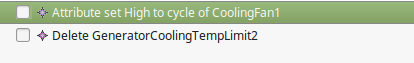 Attribute set High to cycle of CoolingFan1
Delete GeneratorCoolingTempLimit2